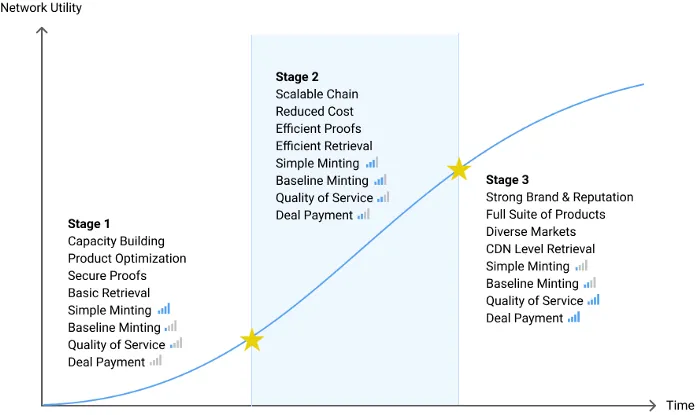 Network Utility
Stage 1
Capacity Building
Product Optimization
Secure Proofs
Basic Retrieval
Simple Minting
Baseline Minting
Quality of Service
Deal Payment
Stage 2
Scalable Chain
Reduced Cost
Efficient Proofs
Efficient Retrieval
Simple Minting
Baseline Minting
Quality of Service
Deal Payment
Stage 3
Strong Brand & Reputation
Full Suite of Products
Diverse Markets
CDN Level Retrieval
Simple Minting
Baseline Minting
Quality of Service
Deal Payment
Time